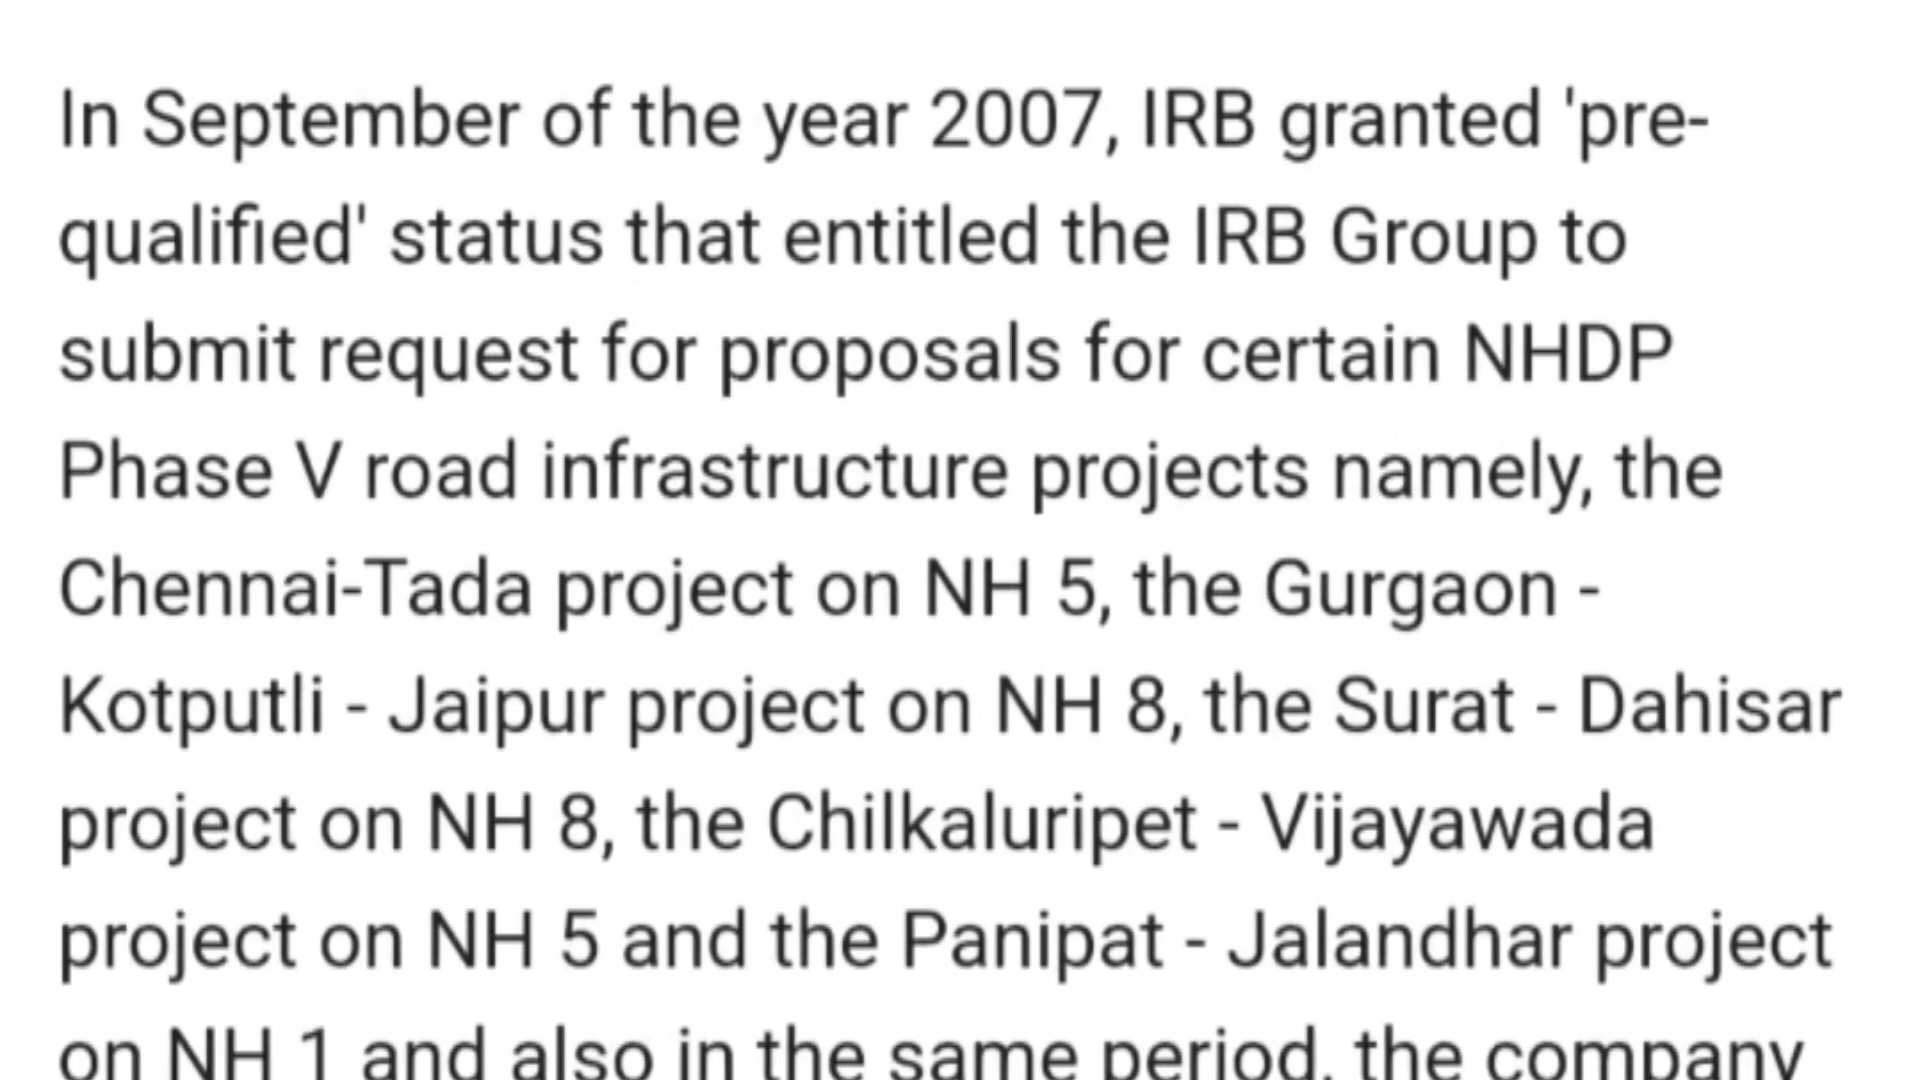 In September of the year 2007, IRB granted 'pre-
qualified' status that entitled the IRB Group to
submit request for proposals for certain NHDP
Phase V road infrastructure projects namely, the
Chennai-Tada project on NH 5, the Gurgaon -
Kotputli - Jaipur project on NH 8, the Surat - Dahisar
project on NH 8, the Chilkaluripet - Vijayawada
project on NH 5 and the Panipat - Jalandhar project
on NH 1 and also in the same period, the company